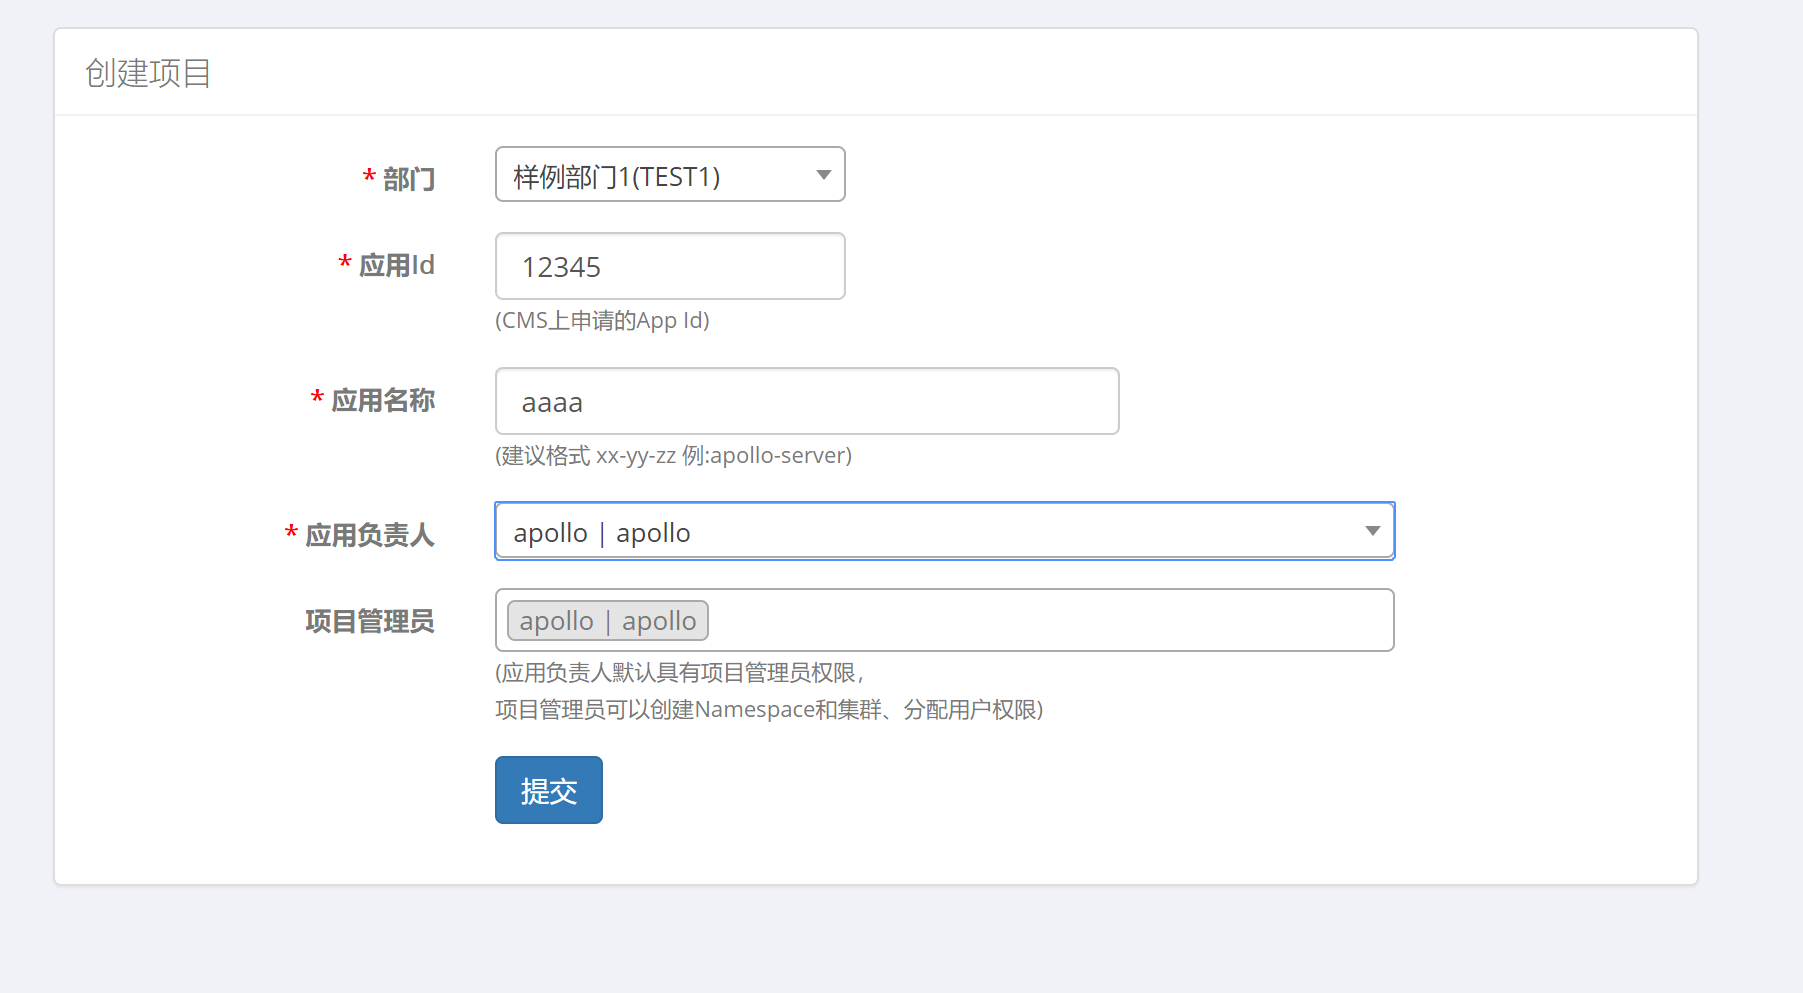 创建项目
* 部门
样例部门1(TEST1)
* 应用Id
12345
(CMS上申请的App Id)
* 应用名称
aaaa
(建议格式 xx-yy-zz 例:apollo-server)
* 应用负责人
apollo | apollo
项目管理员
apollo | apollo
(应用负责人默认具有项目管理员权限，
项目管理员可以创建Namespace和集群、分配用户权限)
提交